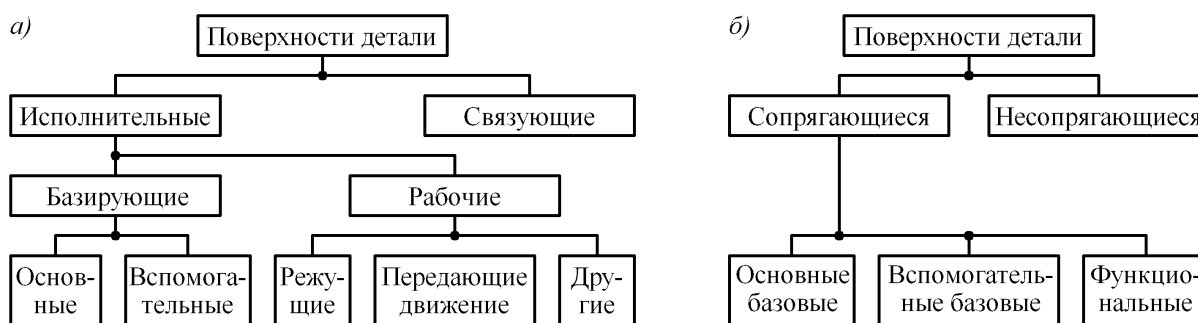 а)
Поверхности детали
Исполнительные
Связующие
Базирующие
Рабочие
Основ-
ные
Вспомога-
тельные
Режу-
щие
Передающие
движение
Дру-
гие
б)
Поверхности детали
Сопрягающиеся
Несопрягающиеся
Основные
базовые
Вспомогатель-
ные базовые
Функцио-
нальные